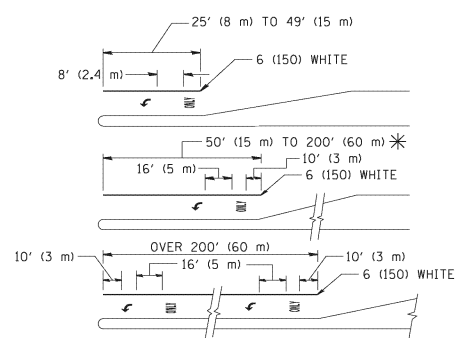 25' (8 m) TO 49' (15 m)
8' (2.4 m)
6 (150) WHITE
ONLY
50' (15 m) TO 200' (60 m) *
16' (5 m)
10' (3 m)
6 (150) WHITE
ONLY
OVER 200' (60 m)
10' (3 m)
16' (5 m)
10' (3 m)
6 (150) WHITE
ONLY
ONLY